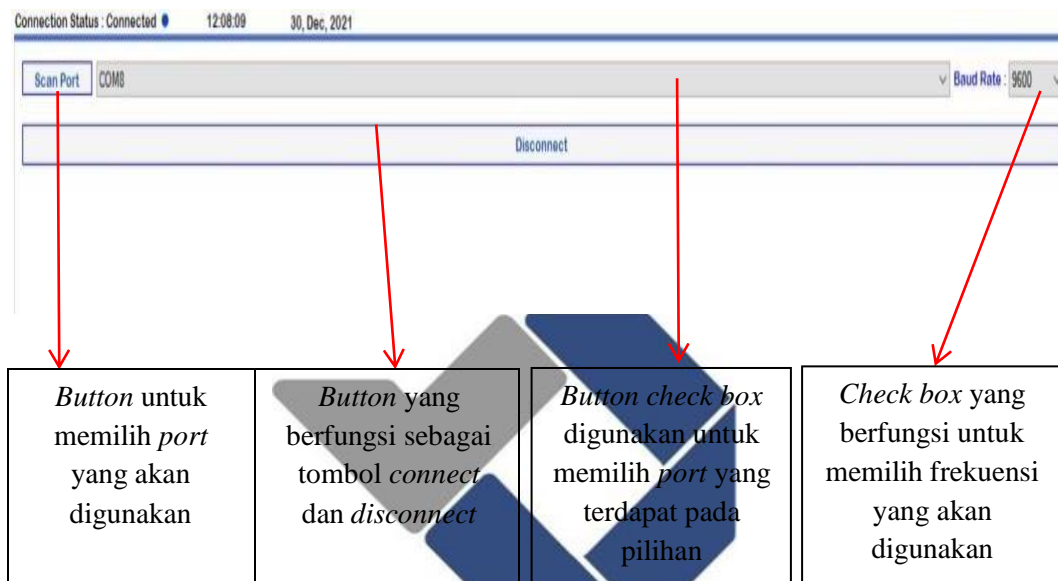 Connection Status : Connected 12:08:09 30, Dec, 2021
Scan Port COM8 Baud Rate : 9600
Disconnect
Button untuk
memilih port
yang akan
digunakan
Button yang
berfungsi sebagai
tombol connect
dan disconnect
Button check box
digunakan untuk
memilih port yang
terdapat pada
pilihan
Check box yang
berfungsi untuk
memilih frekuensi
yang akan
digunakan